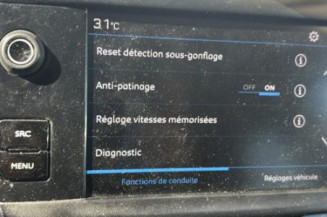 31°C
Reset détection sous-gonflage
Anti-patinage OFF ON
SRC
Réglage vitesses mémorisées
MENU
Diagnostic
Fonctions de conduite Réglages véhicule